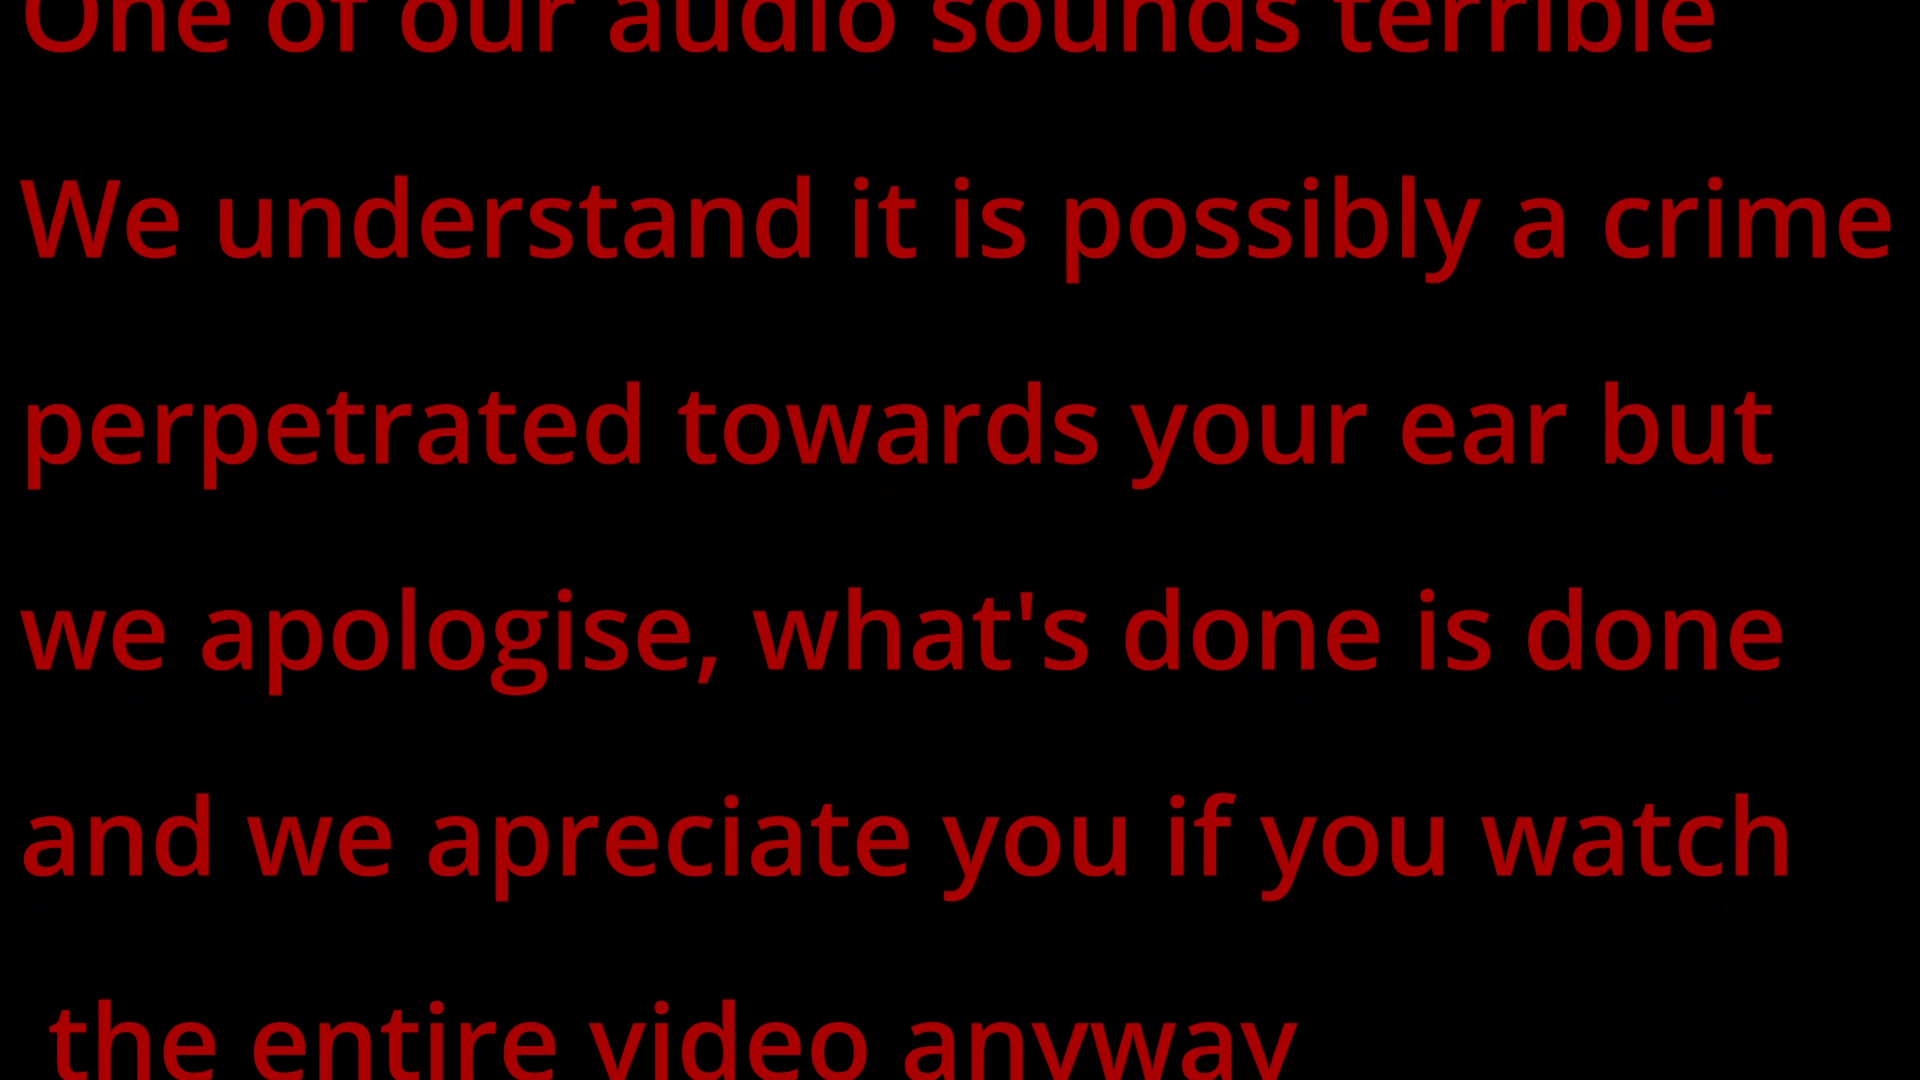 One of our audio sounds terrible
We understand it is possibly a crime
perpetrated towards your ear but
we apologise, what's done is done
and we apreciate you if you watch
the entire video anyway